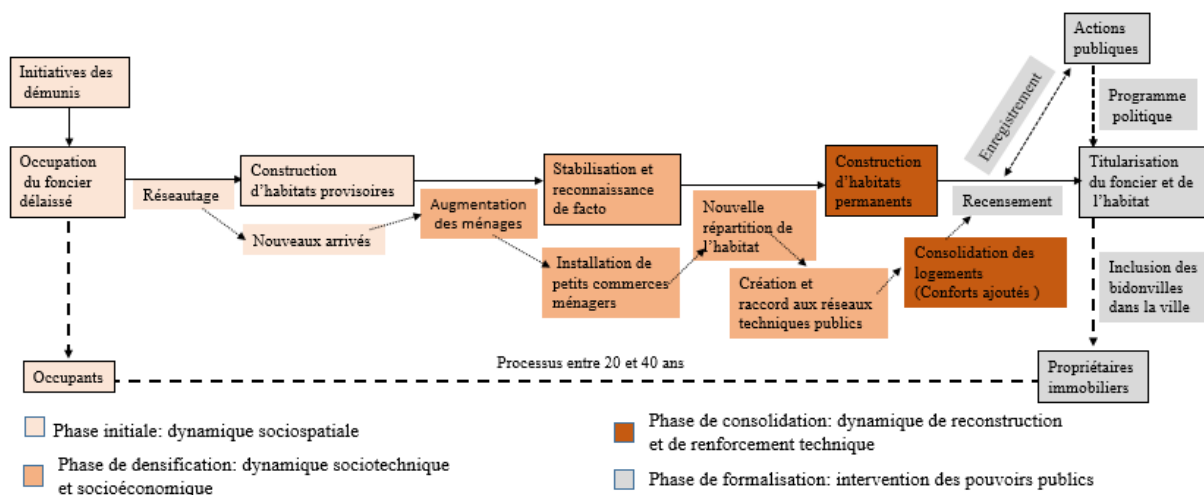 Actions
publiques
Initiatives des
démunis
Enregistrement
Programme
politique
Occupation
du foncier
délaissé
Réseautage
Construction
d'habitats provisoires
Nouveaux arrivés
Augmentation
des ménages
Stabilisation et
reconnaissance
de facto
Installation de
petits commerces
ménagers
Nouvelle
répartition de
l'habitat
Création et
raccord aux réseaux
techniques publics
Construction
d'habitats
permanents
Consolidation des
logements
(Conforts ajoutés )
Recensement
Titularisation
du foncier et de
l'habitat
Inclusion des
bidonvilles
dans la ville
Occupants
Processus entre 20 et 40 ans
Propriétaires
immobiliers
Phase initiale: dynamique sociospatiale
Phase de densification: dynamique sociotechnique
et socioéconomique
Phase de consolidation: dynamique de reconstruction
et de renforcement technique
Phase de formalisation: intervention des pouvoirs publics